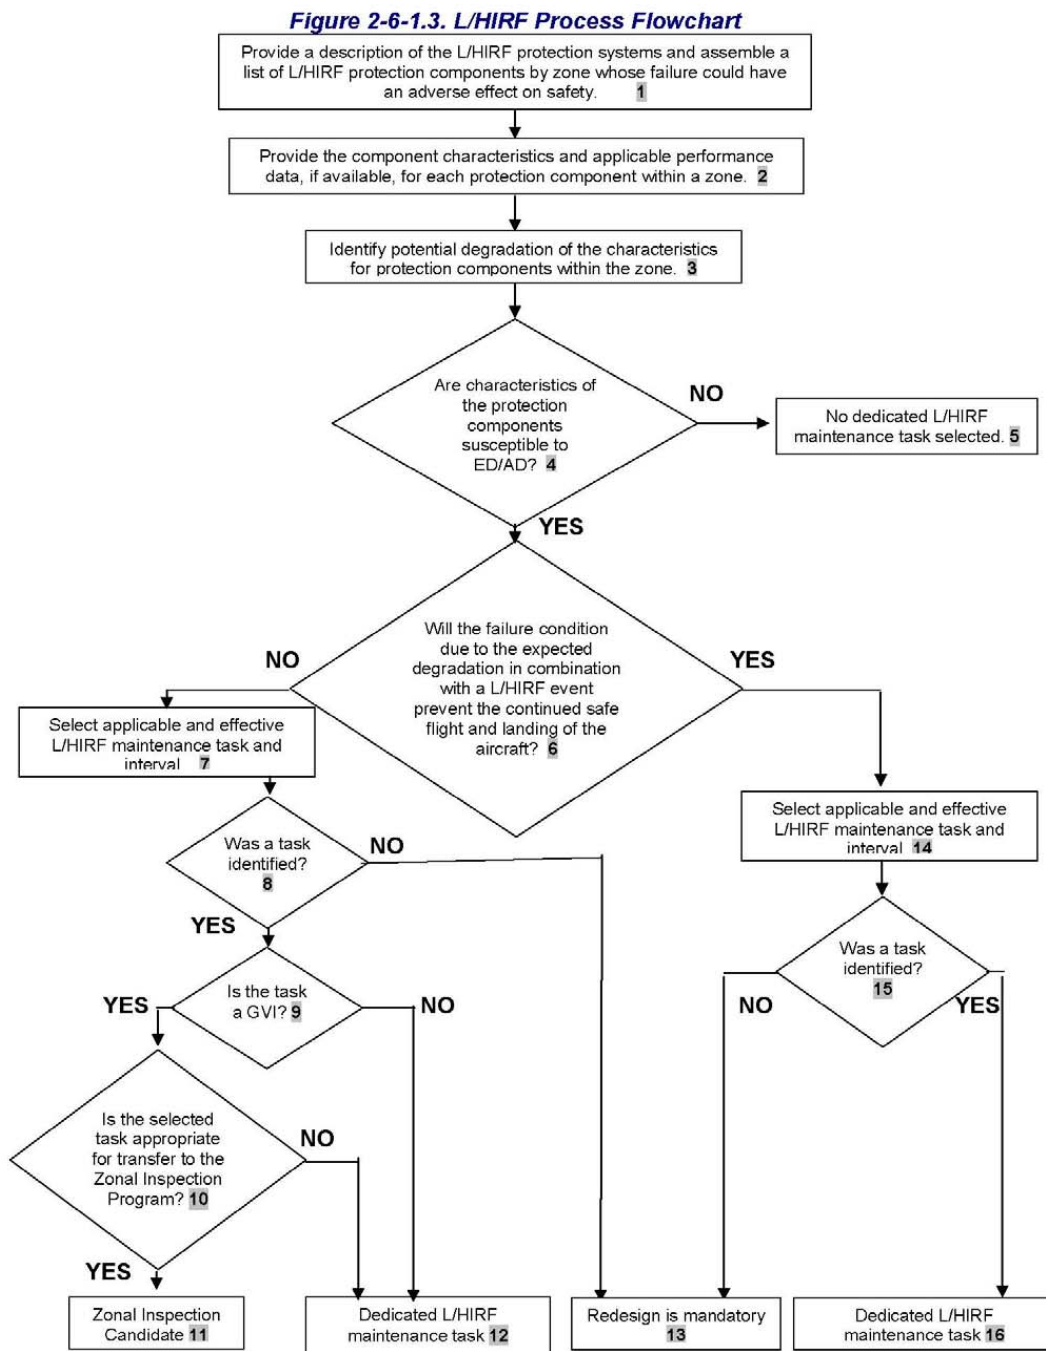 Figure 2-6-1.3. L/HIRF Process Flowchart
Provide a description of the L/HIRF protection systems and assemble a
list of L/HIRF protection components by zone whose failure could have
an adverse effect on safety. 1
Provide the component characteristics and applicable performance
data, if available, for each protection component within a zone. 2
Identify potential degradation of the characteristics
for protection components within the zone. 3
Are characteristics of
the protection
components
susceptible to
ED/AD? 4
NO
No dedicated L/HIRF
maintenance task selected. 5
YES
Will the failure condition
due to the expected
degradation in combination
with a L/HIRF event
prevent the continued safe
flight and landing of the
aircraft? 6
NO
YES
Select applicable and effective
L/HIRF maintenance task and
interval 7
Select applicable and effective
L/HIRF maintenance task and
interval 14
Was a task
identified?
8
NO
YES
Was a task
identified?
15
NO
YES
Is the task
a GVI? 9
YES
NO
Is the selected
task appropriate
for transfer to the
Zonal Inspection
Program? 10
NO
YES
Zonal Inspection
Candidate 11
Dedicated L/HIRF
maintenance task 12
Redesign is mandatory
13
Dedicated L/HIRF
maintenance task 16